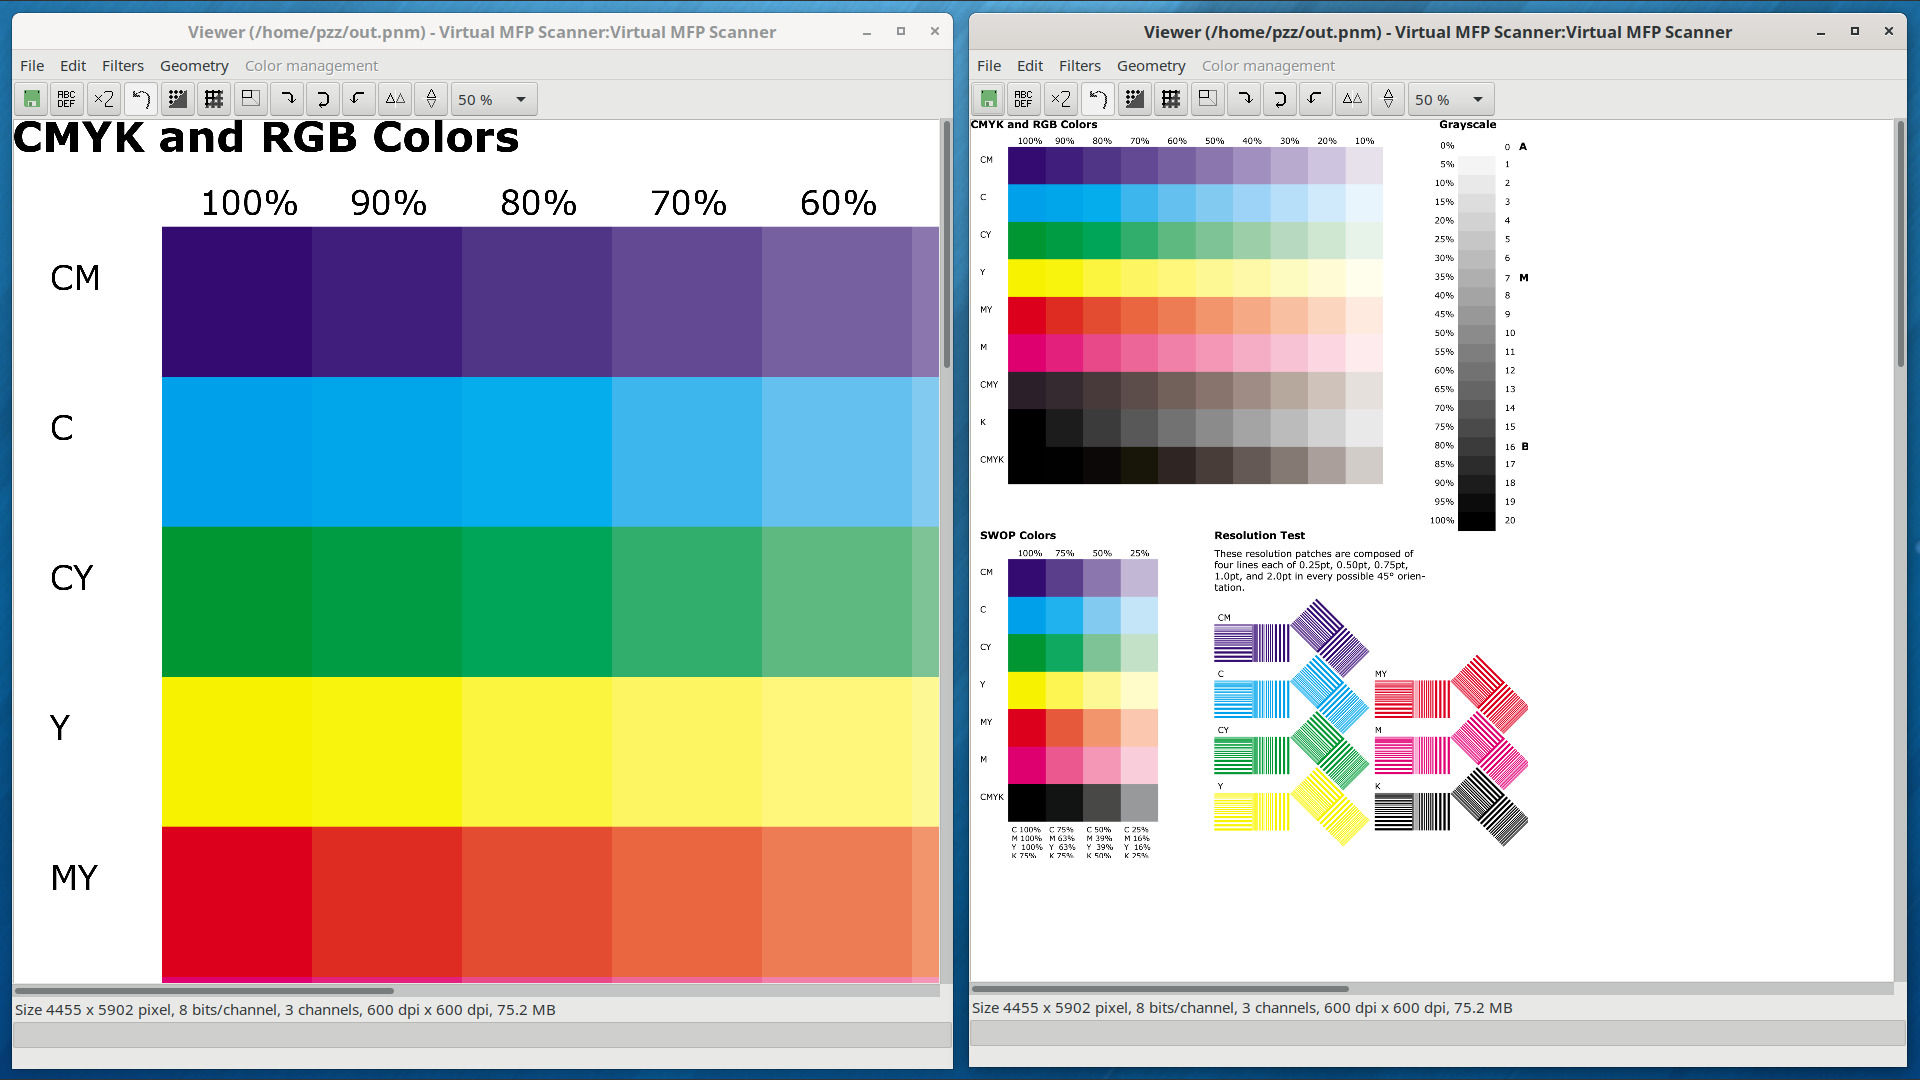 Viewer (/home/pzz/out.pnm) - Virtual MFP Scanner:Virtual MFP Scanner
File Edit Filters Geometry Color management
ABC DEF ×2 50 %
CMYK and RGB Colors
100% 90% 80% 70% 60%
CM
C
CY
Y
MY
Size 4455 x 5902 pixel, 8 bits/channel, 3 channels, 600 dpi x 600 dpi, 75.2 MB
Viewer (/home/pzz/out.pnm) - Virtual MFP Scanner:Virtual MFP Scanner
File Edit Filters Geometry Color management
ABC DEF ×2 50 %
CMYK and RGB Colors
100% 90% 80% 70% 60% 50% 40% 30% 20% 10%
CM
C
CY
Y
MY
M
CMY
K
CMYK
Grayscale
0% 0 A
5% 1
10% 2
15% 3
20% 4
25% 5
30% 6
35% 7 M
40% 8
45% 9
50% 10
55% 11
60% 12
65% 13
70% 14
75% 15
80% 16 B
85% 17
90% 18
95% 19
100% 20
SWOP Colors
100% 75% 50% 25%
CM
C
CY
Y
MY
M
CMYK
C 100% C 75% C 50% C 25%
M 100% M 63% M 39% M 16%
Y 100% Y 63% Y 39% Y 16%
K 75% K 75% K 50% K 25%
Resolution Test
These resolution patches are composed of
four lines each of 0.25pt, 0.50pt, 0.75pt,
1.0pt, and 2.0pt in every possible 45° orien-
tation.
CM
C MY
CY M
Y K
Size 4455 x 5902 pixel, 8 bits/channel, 3 channels, 600 dpi x 600 dpi, 75.2 MB